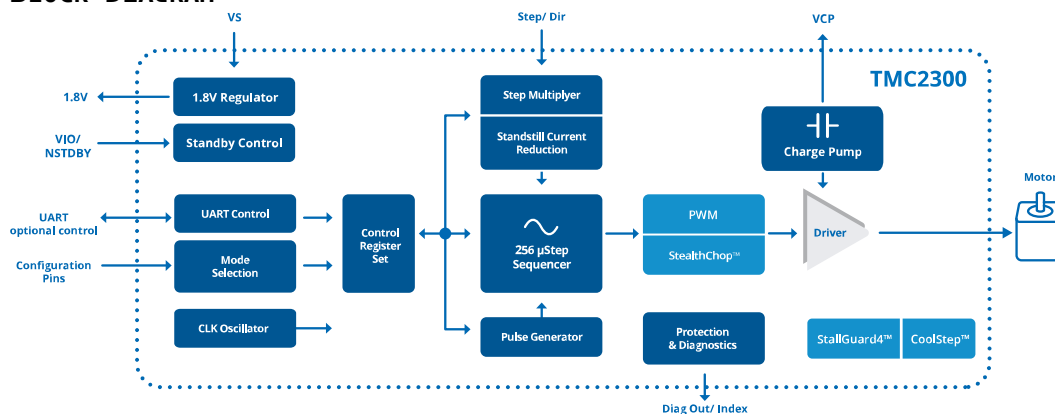 BLOCK DIAGRAM
VS
Step/ Dir
VCP
TMC2300
1.8V
1.8V Regulator
Step Multiplyer
VIO/
NSTDBY
Standby Control
Standstill Current
Reduction
Charge Pump
Motor
UART
optional control
UART Control
Control
Register
Set
256 µStep
Sequencer
PWM
StealthChop™
Driver
Configuration
Pins
Mode
Selection
CLK Oscillator
Pulse Generator
Protection
& Diagnostics
StallGuard4™
CoolStep™
Diag Out/ Index